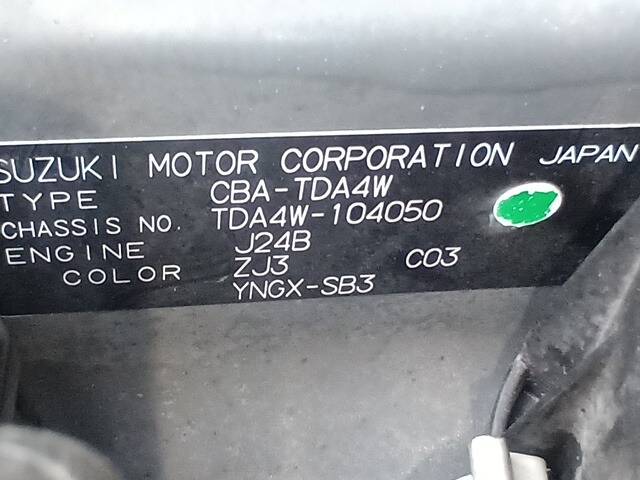 SUZUKI MOTOR CORPORATION JAPAN
TYPE CBA-TDA4W
CHASSIS NO. TDA4W-104050
ENGINE J24B
COLOR ZJ3 C03
YNGX-SB3